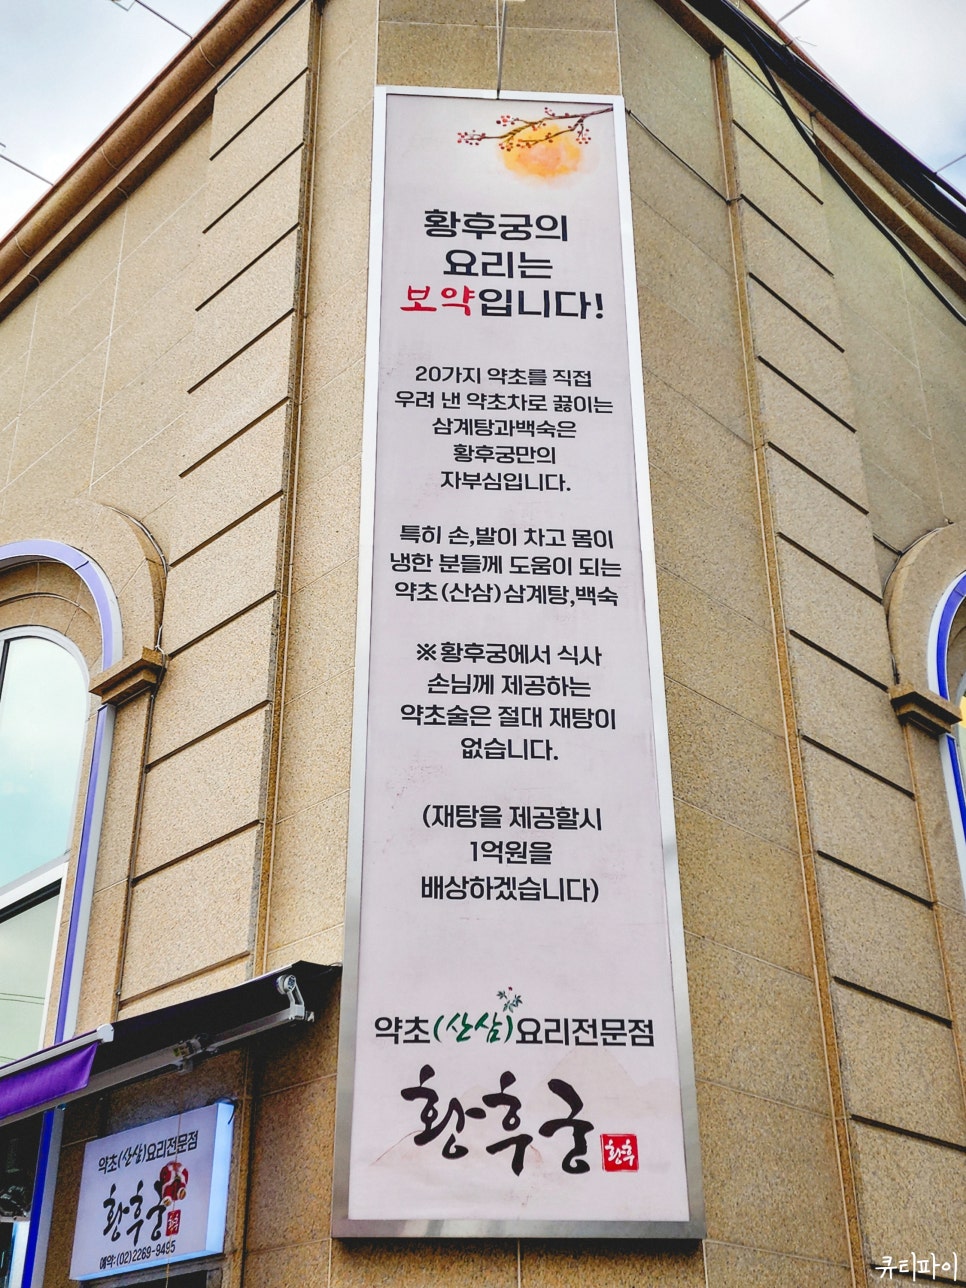 황후궁의
요리는
보약입니다!
20가지 약초를 직접
우려 낸 약초차로 끓이는
삼계탕과백숙은
황후궁만의
자부심입니다.
특히 손,발이 차고 몸이
냉한 분들께 도움이 되는
약초(산삼)삼계탕,백숙
※황후궁에서 식사
손님께 제공하는
약초술은 절대 재탕이
없습니다.
(재탕을 제공할시
1억원을
배상하겠습니다)
약초(산삼)요리전문점
황후궁
황후
약초(산삼)요리전문점
황후궁
황후
예약:(02)2269-9495
큐티파이